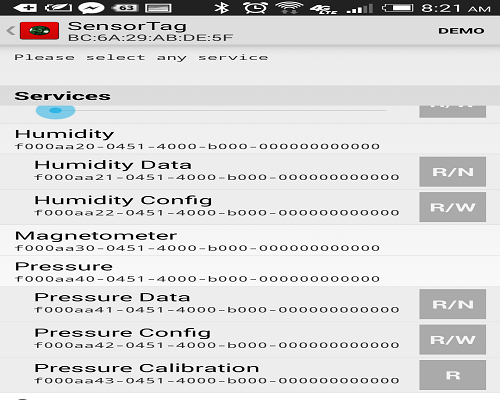 63
4G LTE
8:21 AM
SensorTag
BC:6A:29:AB:DE:5F
DEMO
Please select any service
Services
Humidity
f000aa20-0451-4000-b000-000000000000
Humidity Data
f000aa21-0451-4000-b000-000000000000
R/N
Humidity Config
f000aa22-0451-4000-b000-000000000000
R/W
Magnetometer
f000aa30-0451-4000-b000-000000000000
Pressure
f000aa40-0451-4000-b000-000000000000
Pressure Data
f000aa41-0451-4000-b000-000000000000
R/N
Pressure Config
f000aa42-0451-4000-b000-000000000000
R/W
Pressure Calibration
f000aa43-0451-4000-b000-000000000000
R